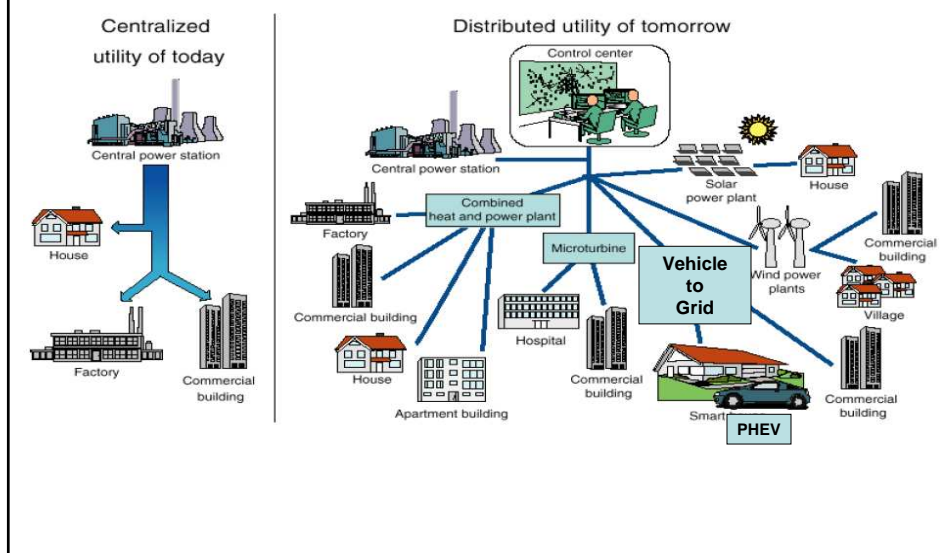 Centralized
utility of today
Central power station
House
Factory
Commercial
building
Distributed utility of tomorrow
Control center
Central power station
Solar
power plant
House
Combined
heat and power plant
Factory
Microturbine
Commercial
building
Vehicle
to
Grid
Wind power
plants
Village
Commercial building
Hospital
House
Apartment building
Commercial
building
Smart
PHEV
Commercial
building